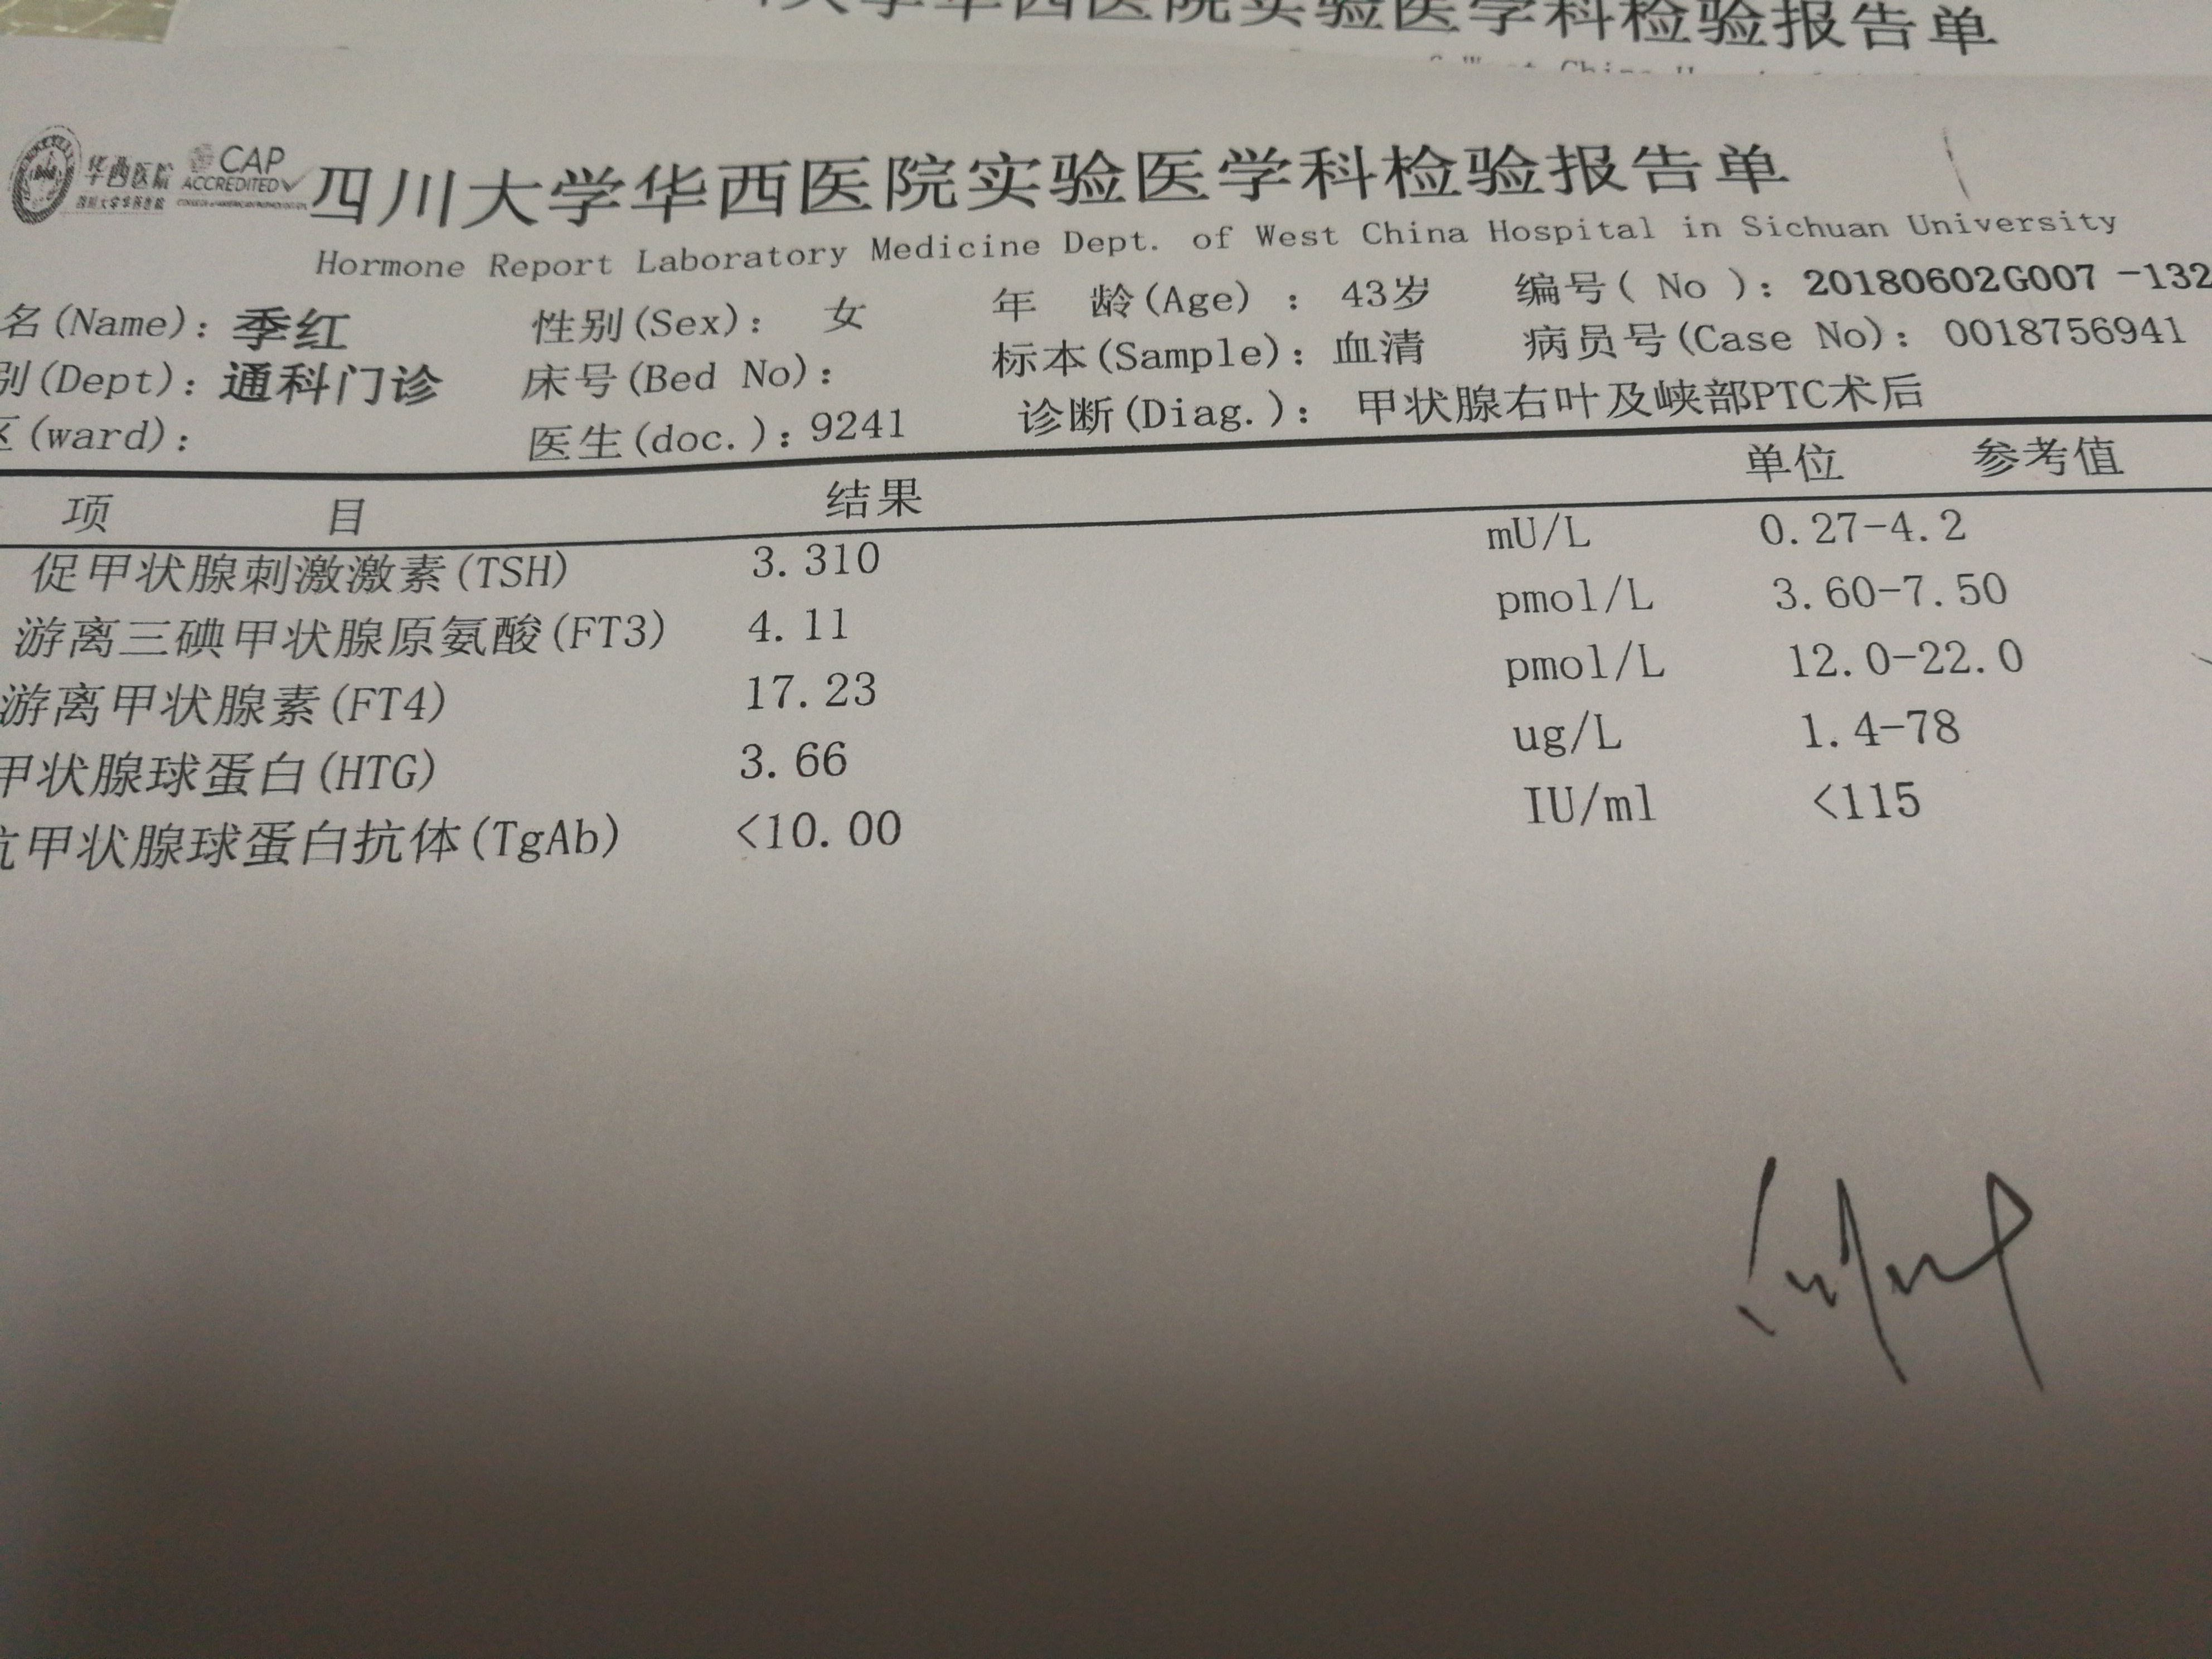 川大学华西医院实验医学科检验报告单
华西医院
四川大学华西医院
CAP
ACCREDITED
四川大学华西医院实验医学科检验报告单
Hormone Report Laboratory Medicine Dept. of West China Hospital in Sichuan University
名(Name): 季红 性别(Sex): 女 年 龄(Age) : 43岁 编号( No ): 20180602G007 -132
别(Dept): 通科门诊 床号(Bed No): 标本(Sample): 血清 病员号(Case No): 0018756941
区(ward): 医生(doc.): 9241 诊断(Diag.): 甲状腺右叶及峡部PTC术后
项 目 结果 单位 参考值
促甲状腺刺激激素(TSH) 3.310 mU/L 0.27-4.2
游离三碘甲状腺原氨酸(FT3) 4.11 pmol/L 3.60-7.50
游离甲状腺素(FT4) 17.23 pmol/L 12.0-22.0
甲状腺球蛋白(HTG) 3.66 ug/L 1.4-78
抗甲状腺球蛋白抗体(TgAb) <10.00 IU/ml <115